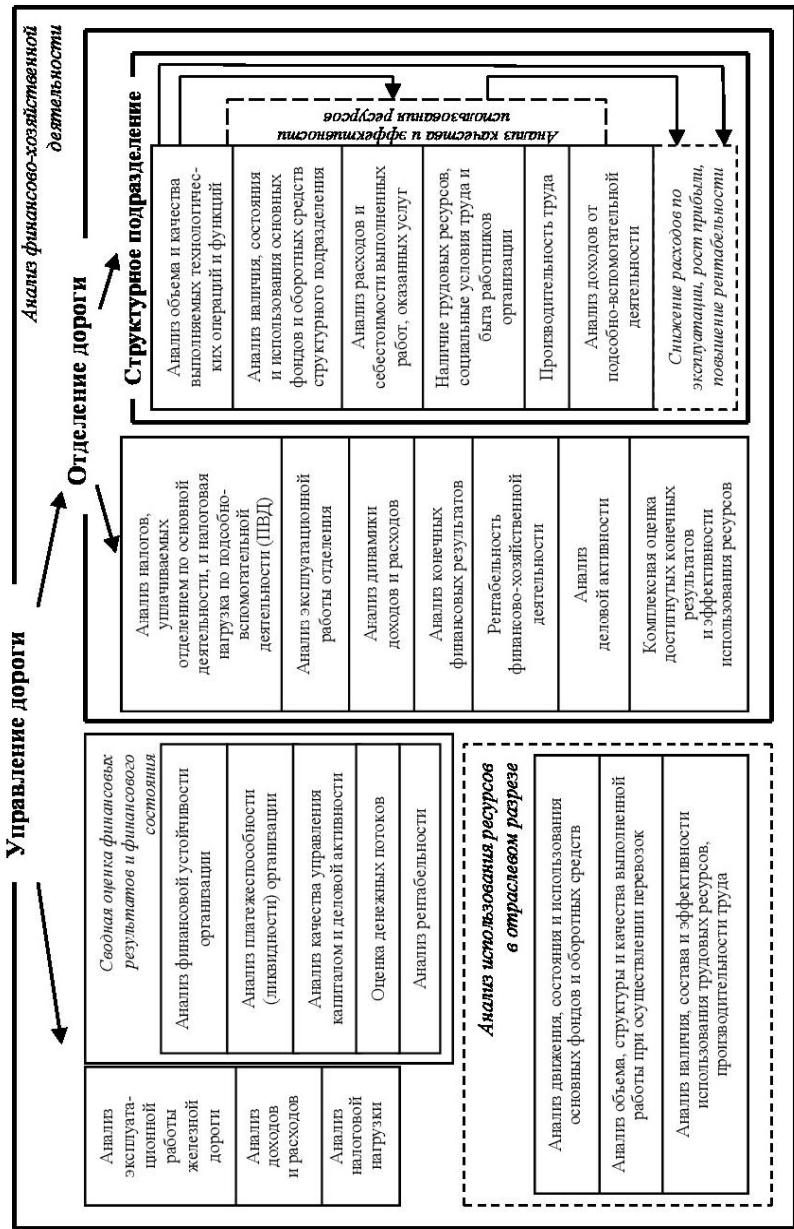 Анализ финансово-хозяйственной
деятельности
Управление дороги
Отделение дороги
Структурное подразделение
Анализ
эксплуата-
ционной
работы
железной
дороги
Анализ
доходов
и расходов
Анализ
налоговой
нагрузки
Сводная оценка финансовых
результатов и финансового
состояния
Анализ финансовой устойчивости
организации
Анализ платежеспособности
(ликвидности) организации
Анализ качества управления
капиталом и деловой активности
Оценка денежных потоков
Анализ рентабельности
Анализ использования ресурсов
в отраслевом разрезе
Анализ движения, состояния и использования
основных фондов и оборотных средств
Анализ объема, структуры и качества выполненной
работы при осуществлении перевозок
Анализ наличия, состава и эффективности
использования трудовых ресурсов,
производительности труда
Анализ налогов,
уплачиваемых
отделением по основной
деятельности, и налоговая
нагрузка по подсобно-
вспомогательной
деятельности (ПВД)
Анализ эксплуатационной
работы отделения
Анализ динамики
доходов и расходов
Анализ конечных
финансовых результатов
Рентабельность
финансово-хозяйственной
деятельности
Анализ
деловой активности
Комплексная оценка
достигнутых конечных
результатов
и эффективности
использования ресурсов
Анализ объема и качества
выполняемых технологичес-
ких операций и функций
Анализ наличия, состояния
и использования основных
фондов и оборотных средств
структурного подразделения
Анализ расходов и
себестоимости выполненных
работ, оказанных услуг
Наличие трудовых ресурсов,
социальные условия труда и
быта работников
организации
Производительность труда
Анализ доходов от
подсобно-вспомогательной
деятельности
Снижение расходов по
эксплуатации, рост прибыли,
повышение рентабельности
Анализ качества и эффективности
использования ресурсов